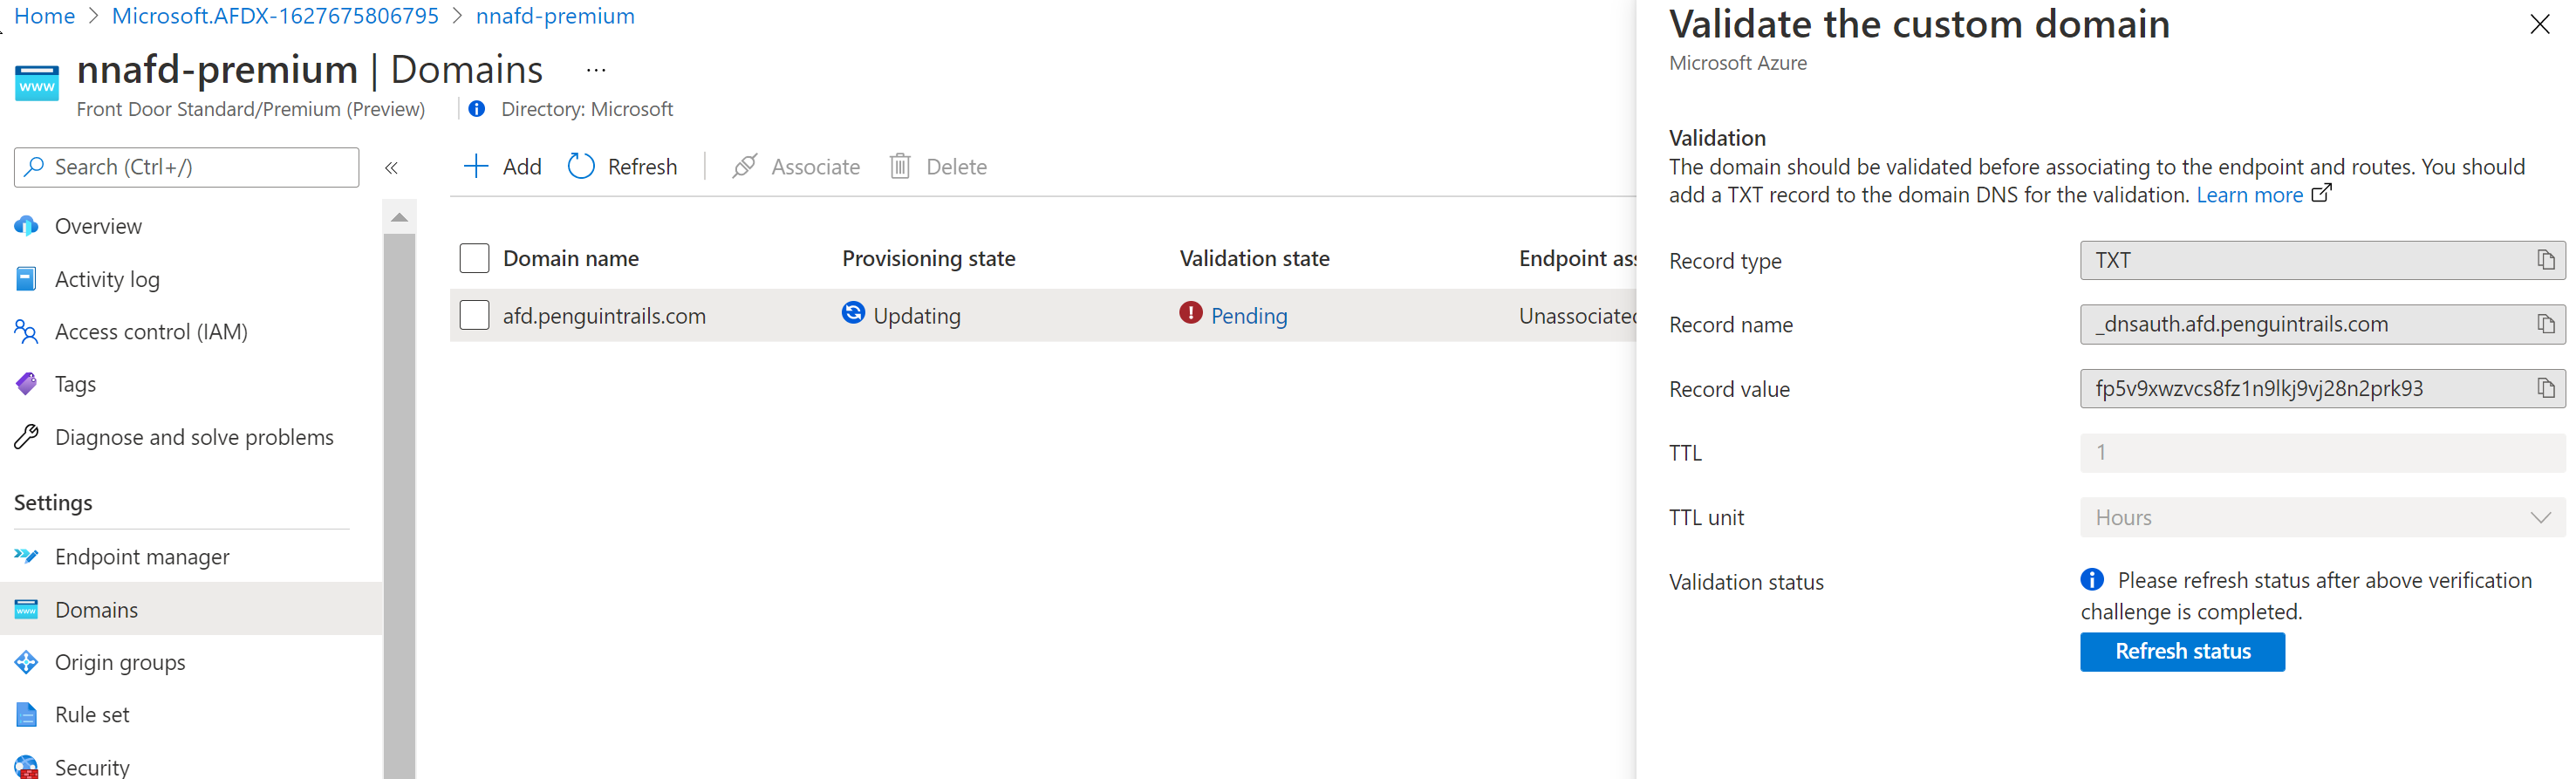 Home > Microsoft.AFDX-1627675806795 > nnafd-premium
nnafd-premium | Domains ...
Front Door Standard/Premium (Preview) | Directory: Microsoft
Search (Ctrl+/)
«
Overview
Activity log
Access control (IAM)
Tags
Diagnose and solve problems
Settings
Endpoint manager
Domains
Origin groups
Rule set
Security
Add Refresh Associate Delete
Domain name Provisioning state Validation state Endpoint ass
afd.penguintrails.com Updating Pending Unassociated
Validate the custom domain
Microsoft Azure
Validation
The domain should be validated before associating to the endpoint and routes. You should
add a TXT record to the domain DNS for the validation. Learn more
Record type TXT
Record name _dnsauth.afd.penguintrails.com
Record value fp5v9xwzvcs8fz1n9lkj9vj28n2prk93
TTL 1
TTL unit Hours
Validation status Please refresh status after above verification
challenge is completed.
Refresh status